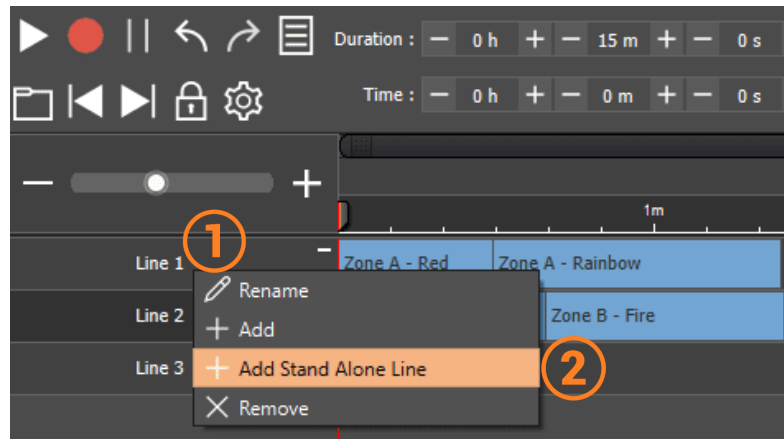 Duration : − 0 h + − 15 m + − 0 s
Time : − 0 h + − 0 m + − 0 s
1m
1
Line 1 Zone A - Red Zone A - Rainbow
Rename
Line 2 Zone B - Fire
Add
Line 3 Add Stand Alone Line 2
Remove